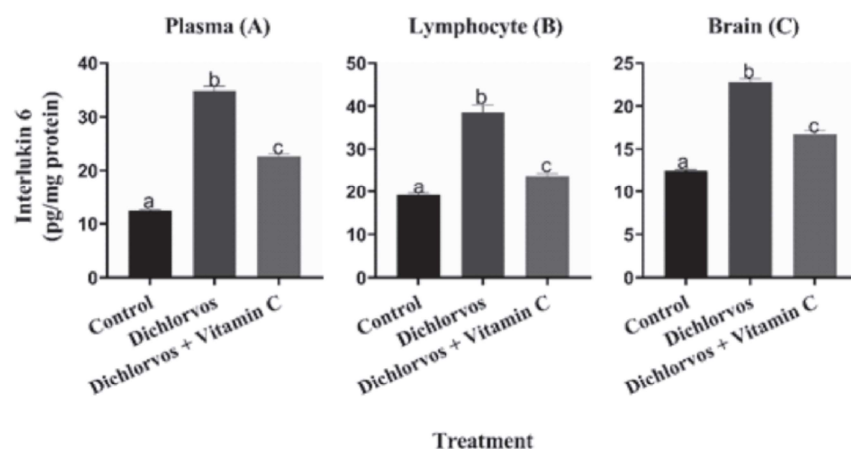 Plasma (A)
Lymphocyte (B)
Brain (C)
Interlukin 6
(pg/mg protein)
40
30
20
10
0
a
b
c
Control
Dichlorvos
Dichlorvos + Vitamin C
50
40
30
20
10
0
a
b
c
Control
Dichlorvos
Dichlorvos + Vitamin C
25
20
15
10
5
0
a
b
c
Control
Dichlorvos
Dichlorvos + Vitamin C
Treatment